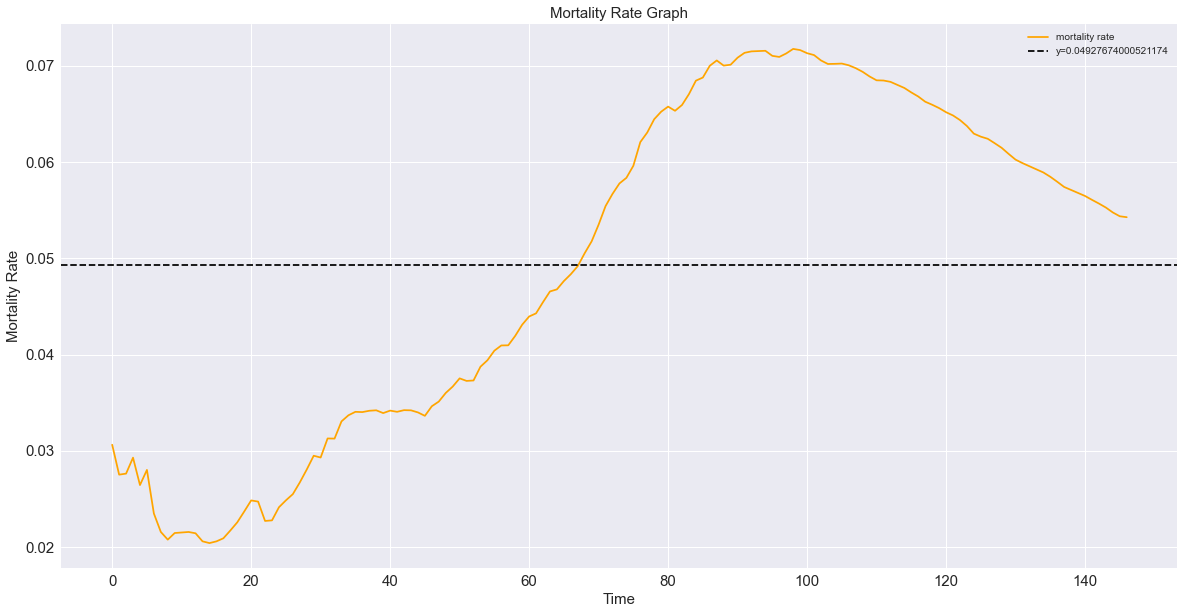 Mortality Rate Graph
mortality rate
y=0.04927674000521174
0.07
0.06
0.05
0.04
0.03
0.02
Mortality Rate
0 20 40 60 80 100 120 140
Time